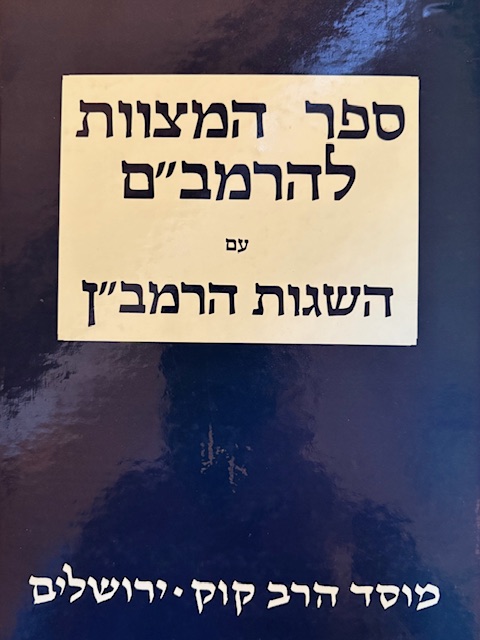 ספר המצוות
להרמב"ם
עם
השגות הרמב"ן
מוסד הרב קוק • ירושלים